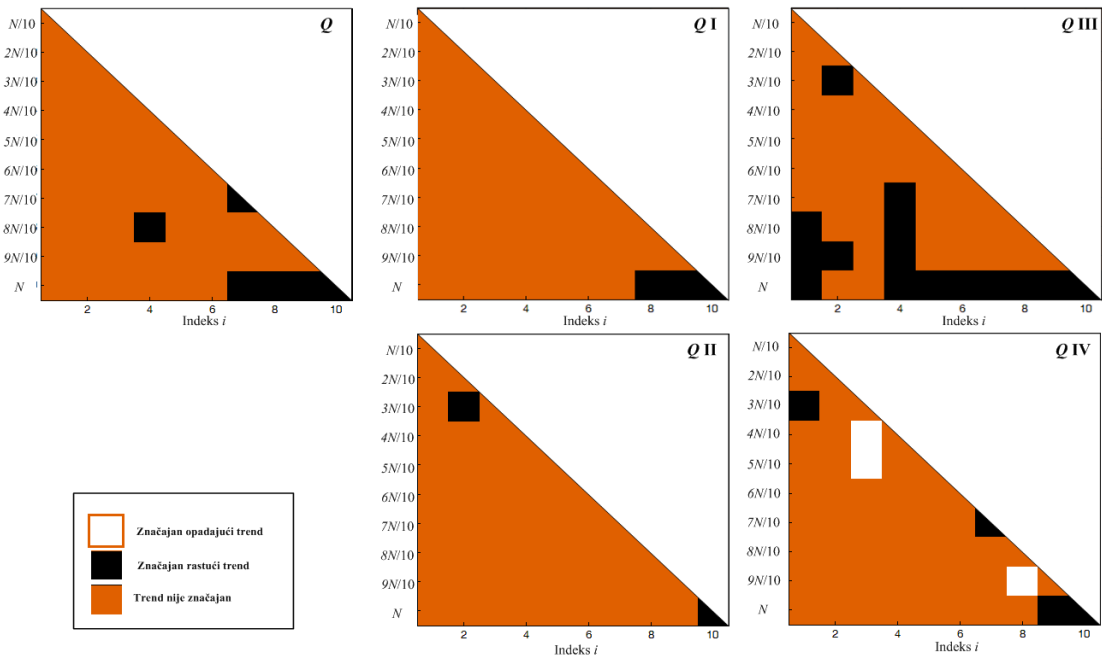 Q
N/10
2N/10
3N/10
4N/10
5N/10
6N/10
7N/10
8N/10
9N/10
N
2 4 6 8 10
Indeks i
Q I
N/10
2N/10
3N/10
4N/10
5N/10
6N/10
7N/10
8N/10
9N/10
N
2 4 6 8 10
Indeks i
Q III
N/10
2N/10
3N/10
4N/10
5N/10
6N/10
7N/10
8N/10
9N/10
N
2 4 6 8 10
Indeks i
Q II
N/10
2N/10
3N/10
4N/10
5N/10
6N/10
7N/10
8N/10
9N/10
N
2 4 6 8 10
Indeks i
Q IV
N/10
2N/10
3N/10
4N/10
5N/10
6N/10
7N/10
8N/10
9N/10
N
2 4 6 8 10
Indeks i
Značajan opadajući trend
Značajan rastući trend
Trend nije značajan